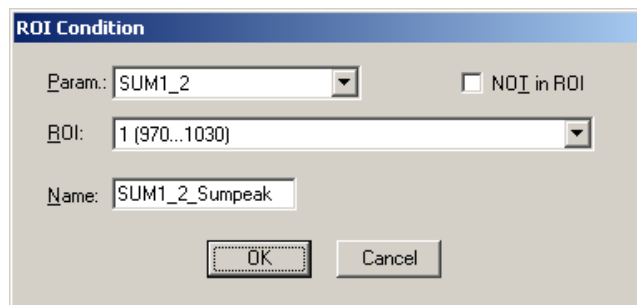 ROI Condition
Param.: SUM1_2 NOT in ROI
ROI: 1 (970...1030)
Name: SUM1_2_Sumpeak
OK Cancel